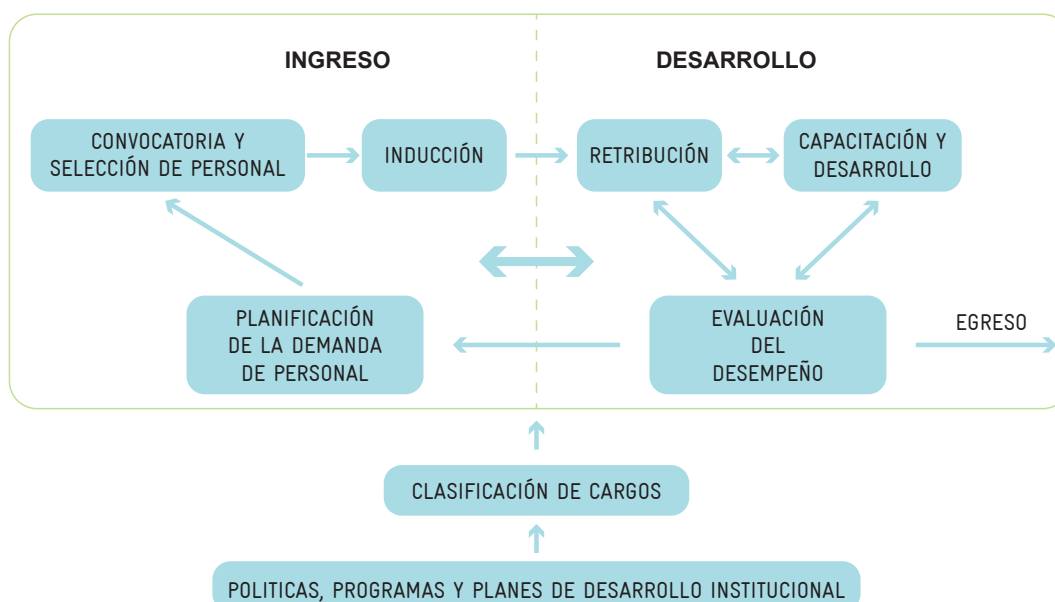 INGRESO
DESARROLLO
CONVOCATORIA Y
SELECCIÓN DE PERSONAL
INDUCCIÓN
RETRIBUCIÓN
CAPACITACIÓN Y
DESARROLLO
PLANIFICACIÓN
DE LA DEMANDA
DE PERSONAL
EVALUACIÓN
DEL
DESEMPEÑO
EGRESO
CLASIFICACIÓN DE CARGOS
POLITICAS, PROGRAMAS Y PLANES DE DESARROLLO INSTITUCIONAL